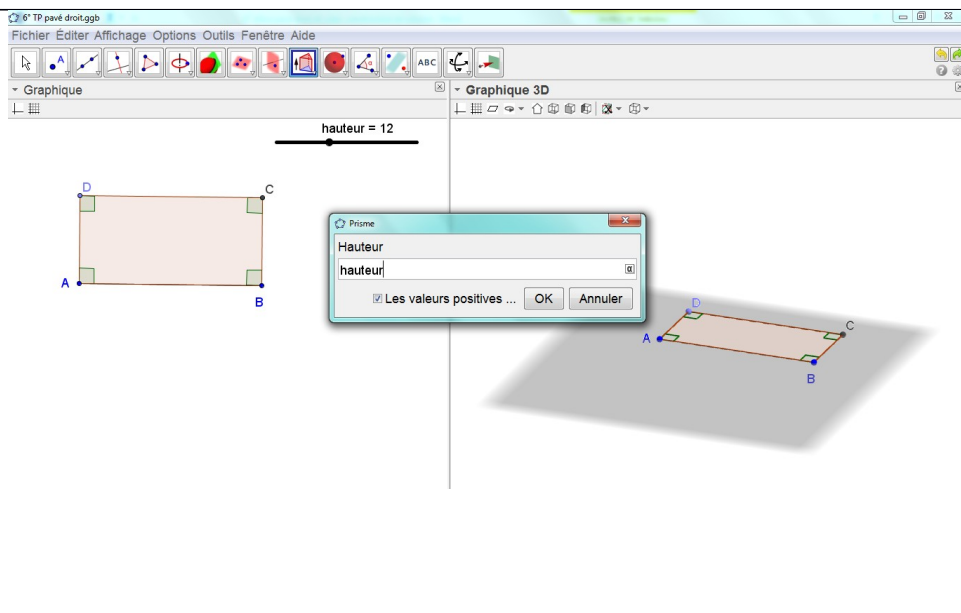 6° TP pavé droit.ggb
Fichier Éditer Affichage Options Outils Fenêtre Aide
ABC
Graphique
Graphique 3D
hauteur = 12
D
C
A
B
Prisme
Hauteur
hauteur
α
Les valeurs positives ...
OK
Annuler
D
C
A
B